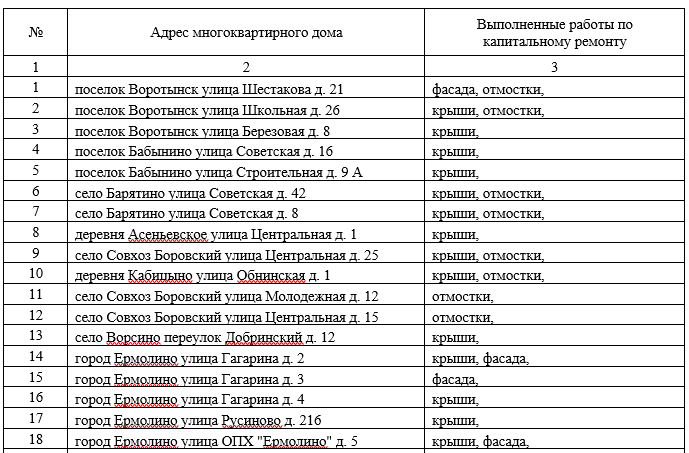 № Адрес многоквартирного дома Выполненные работы по
капитальному ремонту
1 2 3
1 поселок Воротынск улица Шестакова д. 21 фасада, отмостки,
2 поселок Воротынск улица Школьная д. 26 крыши, отмостки,
3 поселок Воротынск улица Березовая д. 8 крыши,
4 поселок Бабынино улица Советская д. 16 крыши,
5 поселок Бабынино улица Строительная д. 9 А крыши,
6 село Барятино улица Советская д. 42 крыши, отмостки,
7 село Барятино улица Советская д. 8 крыши, отмостки,
8 деревня Асеньевское улица Центральная д. 1 крыши,
9 село Совхоз Боровский улица Центральная д. 25 крыши, отмостки,
10 деревня Кабицыно улица Обнинская д. 1 крыши, отмостки,
11 село Совхоз Боровский улица Молодежная д. 12 отмостки,
12 село Совхоз Боровский улица Центральная д. 15 отмостки,
13 село Ворсино переулок Добринский д. 12 крыши,
14 город Ермолино улица Гагарина д. 2 крыши, фасада,
15 город Ермолино улица Гагарина д. 3 фасада,
16 город Ермолино улица Гагарина д. 4 крыши,
17 город Ермолино улица Русиново д. 216 крыши,
18 город Ермолино улица ОПХ "Ермолино" д. 5 крыши, фасада,